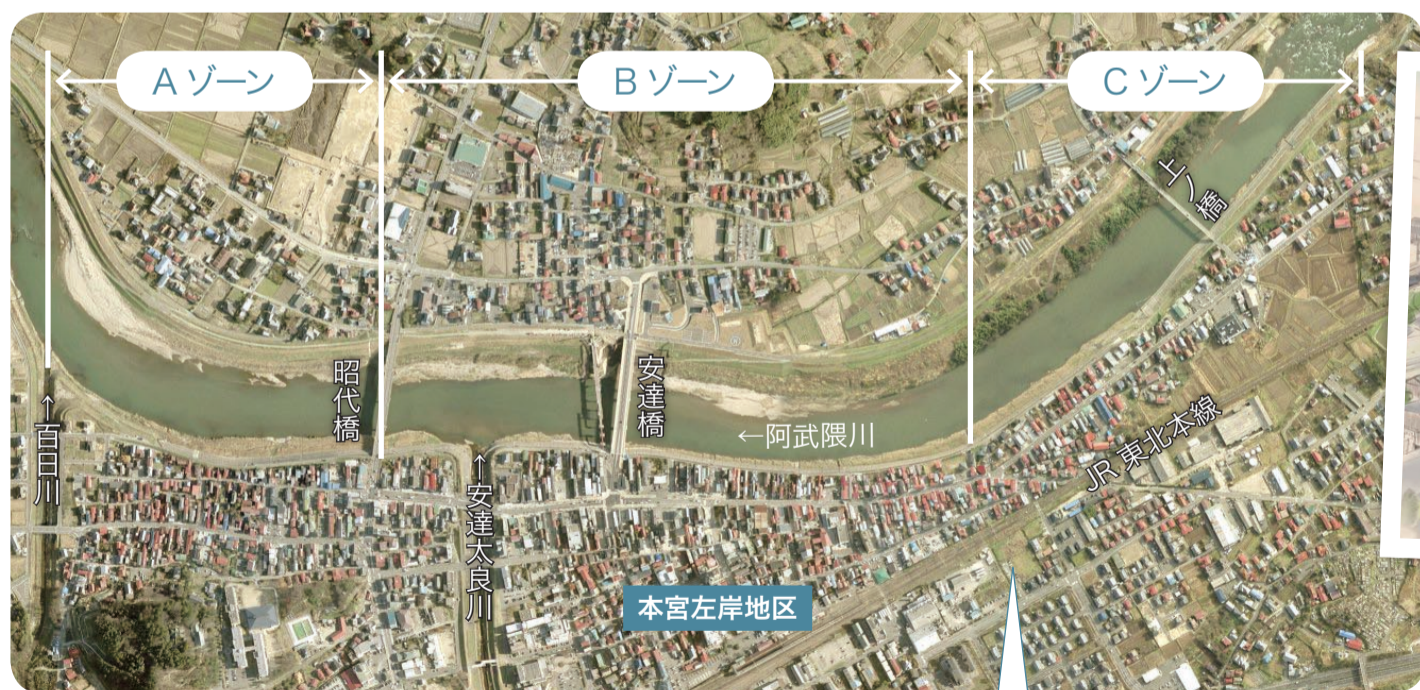 A ゾーン
B ゾーン
C ゾーン
上ノ橋
昭代橋
安達橋
←阿武隈川
←百日川
←安達太良川
JR 東北本線
本宮左岸地区